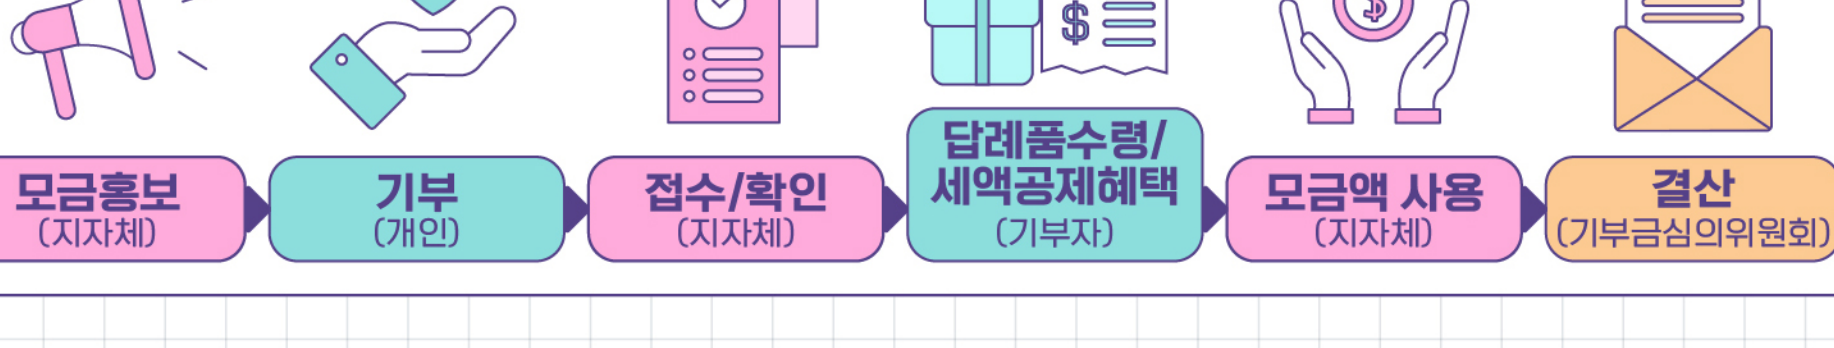 모금홍보
(지자체)
기부
(개인)
접수/확인
(지자체)
$
답례품수령/
세액공제혜택
(기부자)
$
모금액 사용
(지자체)
결산
(기부금심의위원회)